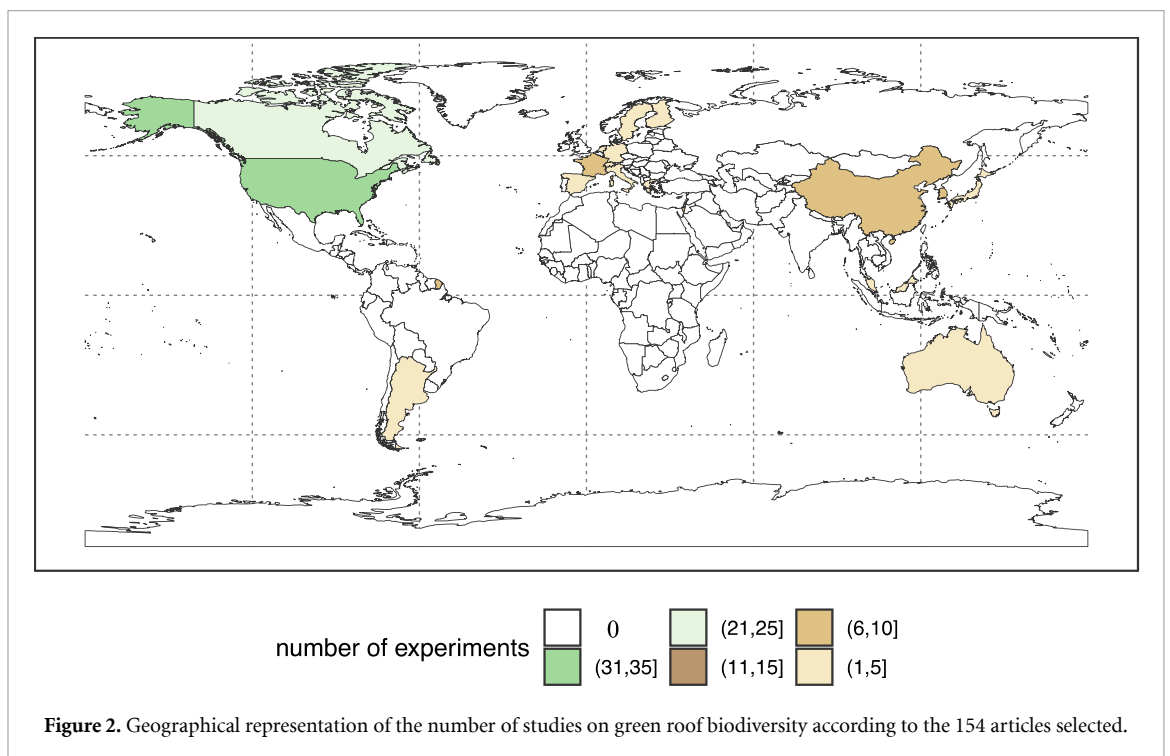 number of experiments
0 (21,25] (6,10]
(31,35] (11,15] (1,5]
Figure 2. Geographical representation of the number of studies on green roof biodiversity according to the 154 articles selected.